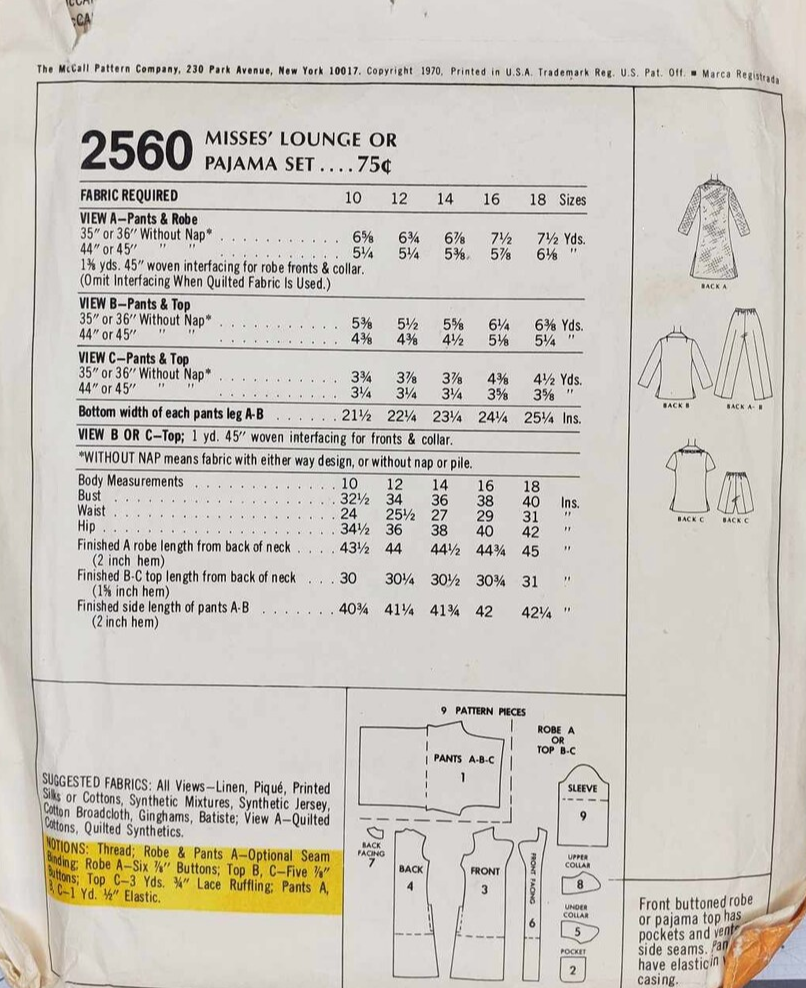 The McCall Pattern Company, 230 Park Avenue, New York 10017. Copyright 1970, Printed in U.S.A. Trademark Reg. U.S. Pat. Off. ■ Marca Registrada
2560 MISSES' LOUNGE OR
PAJAMA SET....75¢
FABRIC REQUIRED 10 12 14 16 18 Sizes
VIEW A–Pants & Robe
35" or 36" Without Nap* . . . . . . . . . . . 6⅝ 6¾ 6⅞ 7½ 7½ Yds.
44" or 45" " " . . . . . . . . . . . 5¼ 5¼ 5⅜ 5⅞ 6⅛ "
1⅜ yds. 45" woven interfacing for robe fronts & collar.
(Omit Interfacing When Quilted Fabric Is Used.)
VIEW B–Pants & Top
35" or 36" Without Nap* . . . . . . . . . . . 5⅜ 5½ 5⅝ 6¼ 6⅜ Yds.
44" or 45" " " . . . . . . . . . . . 4⅜ 4⅜ 4½ 5⅛ 5¼ "
VIEW C–Pants & Top
35" or 36" Without Nap* . . . . . . . . . . . 3¾ 3⅞ 3⅞ 4⅜ 4½ Yds.
44" or 45" " " . . . . . . . . . . . 3¼ 3¼ 3¼ 3⅝ 3⅝ "
Bottom width of each pants leg A-B . . . . . . 21½ 22¼ 23¼ 24¼ 25¼ Ins.
VIEW B OR C–Top; 1 yd. 45" woven interfacing for fronts & collar.
*WITHOUT NAP means fabric with either way design, or without nap or pile.
Body Measurements . . . . . . . . . . . . . 10 12 14 16 18
Bust . . . . . . . . . . . . . . . . . . . . . 32½ 34 36 38 40 Ins.
Waist . . . . . . . . . . . . . . . . . . . . 24 25½ 27 29 31 "
Hip . . . . . . . . . . . . . . . . . . . . . 34½ 36 38 40 42 "
Finished A robe length from back of neck . . . . 43½ 44 44½ 44¾ 45 "
(2 inch hem)
Finished B-C top length from back of neck . . . 30 30¼ 30½ 30¾ 31 "
(1⅝ inch hem)
Finished side length of pants A-B . . . . . . . 40¾ 41¼ 41¾ 42 42¼ "
(2 inch hem)
BACK A
BACK B
BACK A- B
BACK C
BACK C
SUGGESTED FABRICS: All Views–Linen, Piqué, Printed
Silks or Cottons, Synthetic Mixtures, Synthetic Jersey,
Cotton Broadcloth, Ginghams, Batiste; View A–Quilted
Cottons, Quilted Synthetics.
NOTIONS: Thread; Robe & Pants A–Optional Seam
Binding; Robe A–Six ⅞" Buttons; Top B, C–Five ⅞"
Buttons; Top C–3 Yds. ¾" Lace Ruffling; Pants A,
B, C–1 Yd. ½" Elastic.
9 PATTERN PIECES
ROBE A
OR
TOP B-C
PANTS A-B-C
1
SLEEVE
9
BACK
FACING
7
BACK
4
FRONT
3
FRONT FACING
6
UPPER
COLLAR
8
UNDER
COLLAR
5
POCKET
2
Front buttoned robe
or pajama top has
pockets and vents
side seams. Pan
have elastic in
casing.